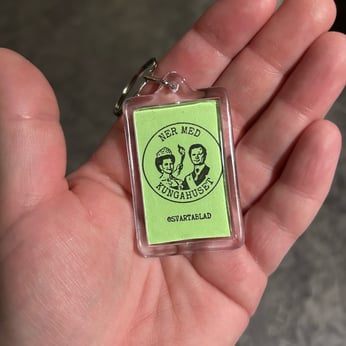 NER MED
KUNGAHUSET
@SVARTABLAD